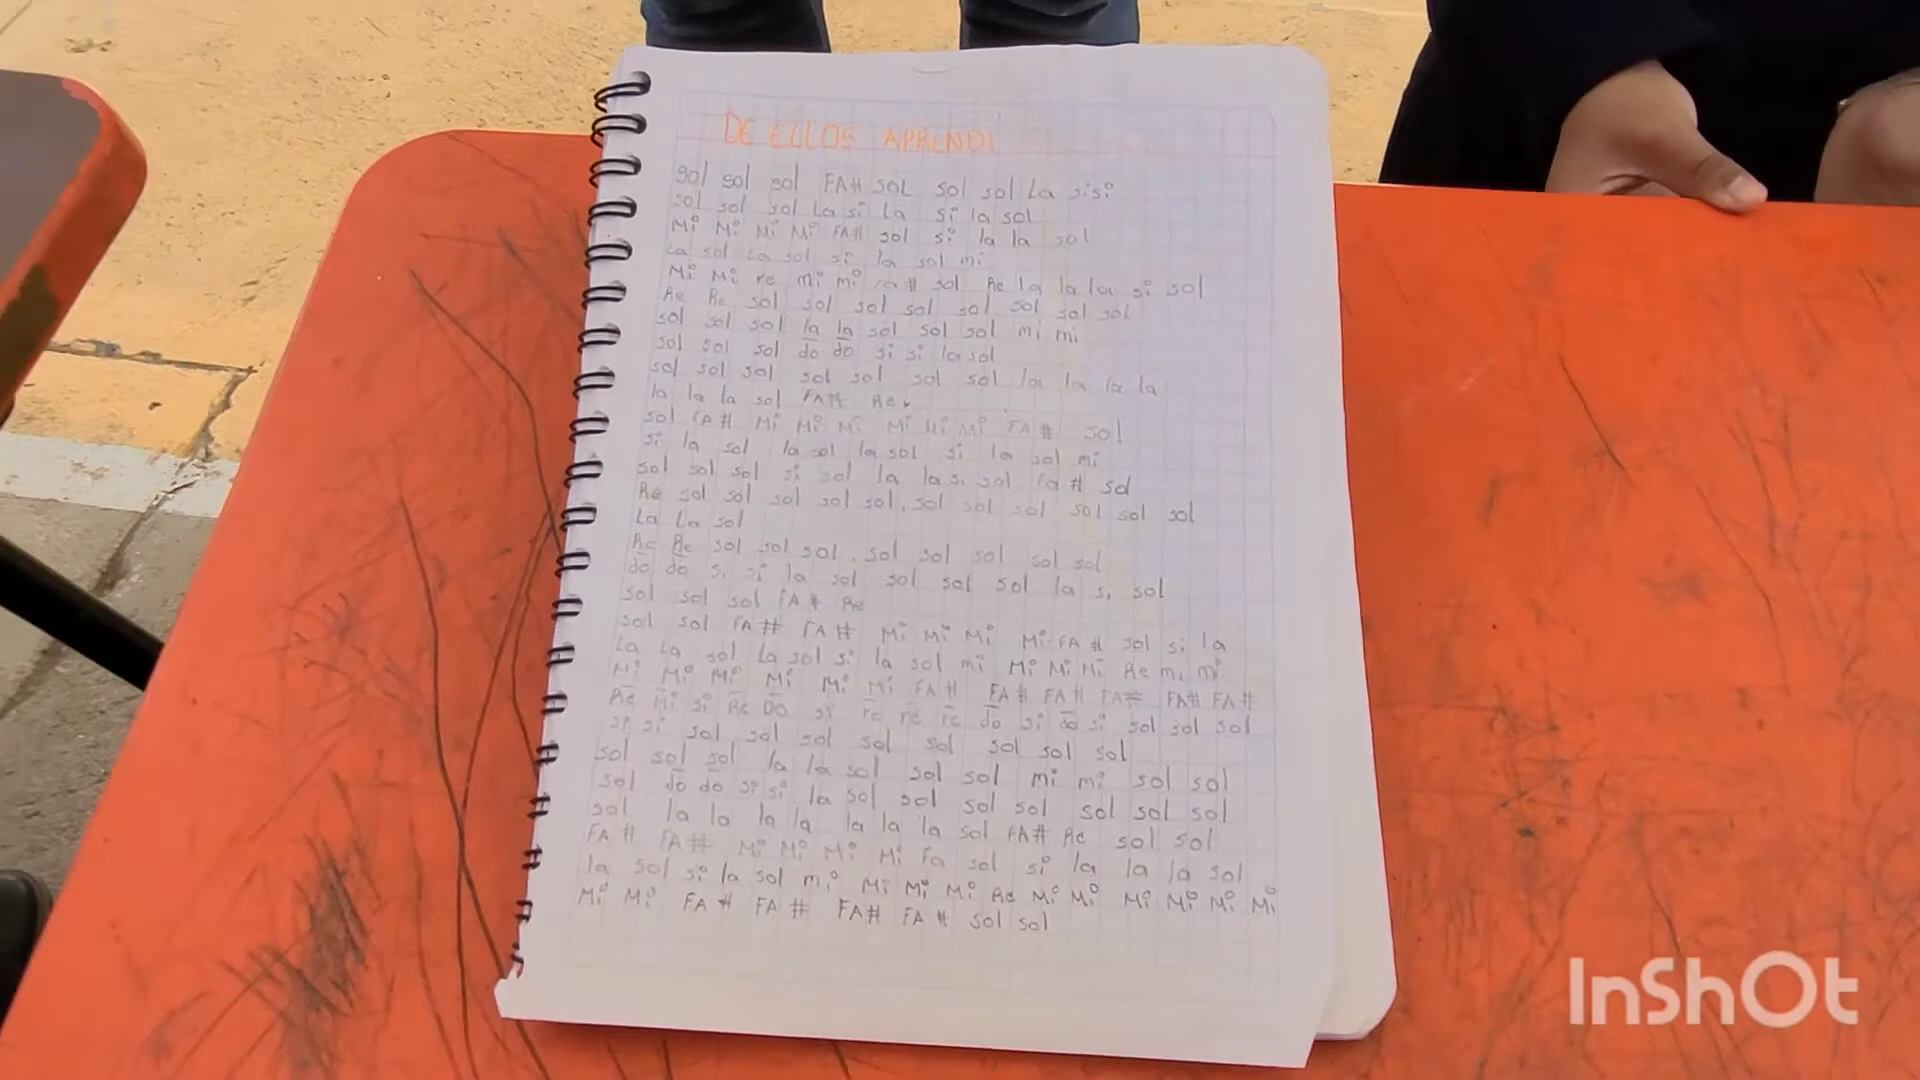 DE ELLOS APRENDI
sol sol sol FA# SOL sol sol La sisi
sol sol sol La si La si la sol
Mi Mi Mi Mi FA# sol si la la sol
La sol La sol si la sol mi
Mi Mi re mi mi fa# sol Re la la la si sol
Re Re sol sol sol sol sol sol sol sol
sol sol sol la la sol sol sol mi mi
sol sol sol do do si si la sol
sol sol sol sol sol sol sol la la la la
la la la sol FA# Re
sol FA# Mi Mi Mi Mi Mi Mi FA# sol
si la sol la sol la sol si la sol mi
sol sol sol si sol la la si sol fa# sol
Re sol sol sol sol sol, sol sol sol sol sol sol
La La sol
Re Re sol sol sol, sol sol sol sol sol
do do si si la sol sol sol sol la si sol
sol sol sol FA# Re
sol sol FA# FA# Mi Mi Mi Mi FA# sol si la
La La sol La sol si la sol mi Mi Mi Mi Re mi mi
Mi Mi Mi Mi Mi Mi FA# FA# FA# FA# FA# FA#
Re Mi si Re Do si re re re do si do si sol sol sol
si si sol sol sol sol sol sol sol sol
sol sol sol la la sol sol sol mi mi sol sol
sol do do si si la sol sol sol sol sol sol sol
sol la la la la la la la sol FA# Re sol sol
FA# FA# Mi Mi Mi Mi Fa sol si la la la sol
la sol si la sol mi Mi Mi Mi Re Mi Mi Mi Mi Mi Mi
Mi Mi FA# FA# FA# FA# sol sol
InShOt